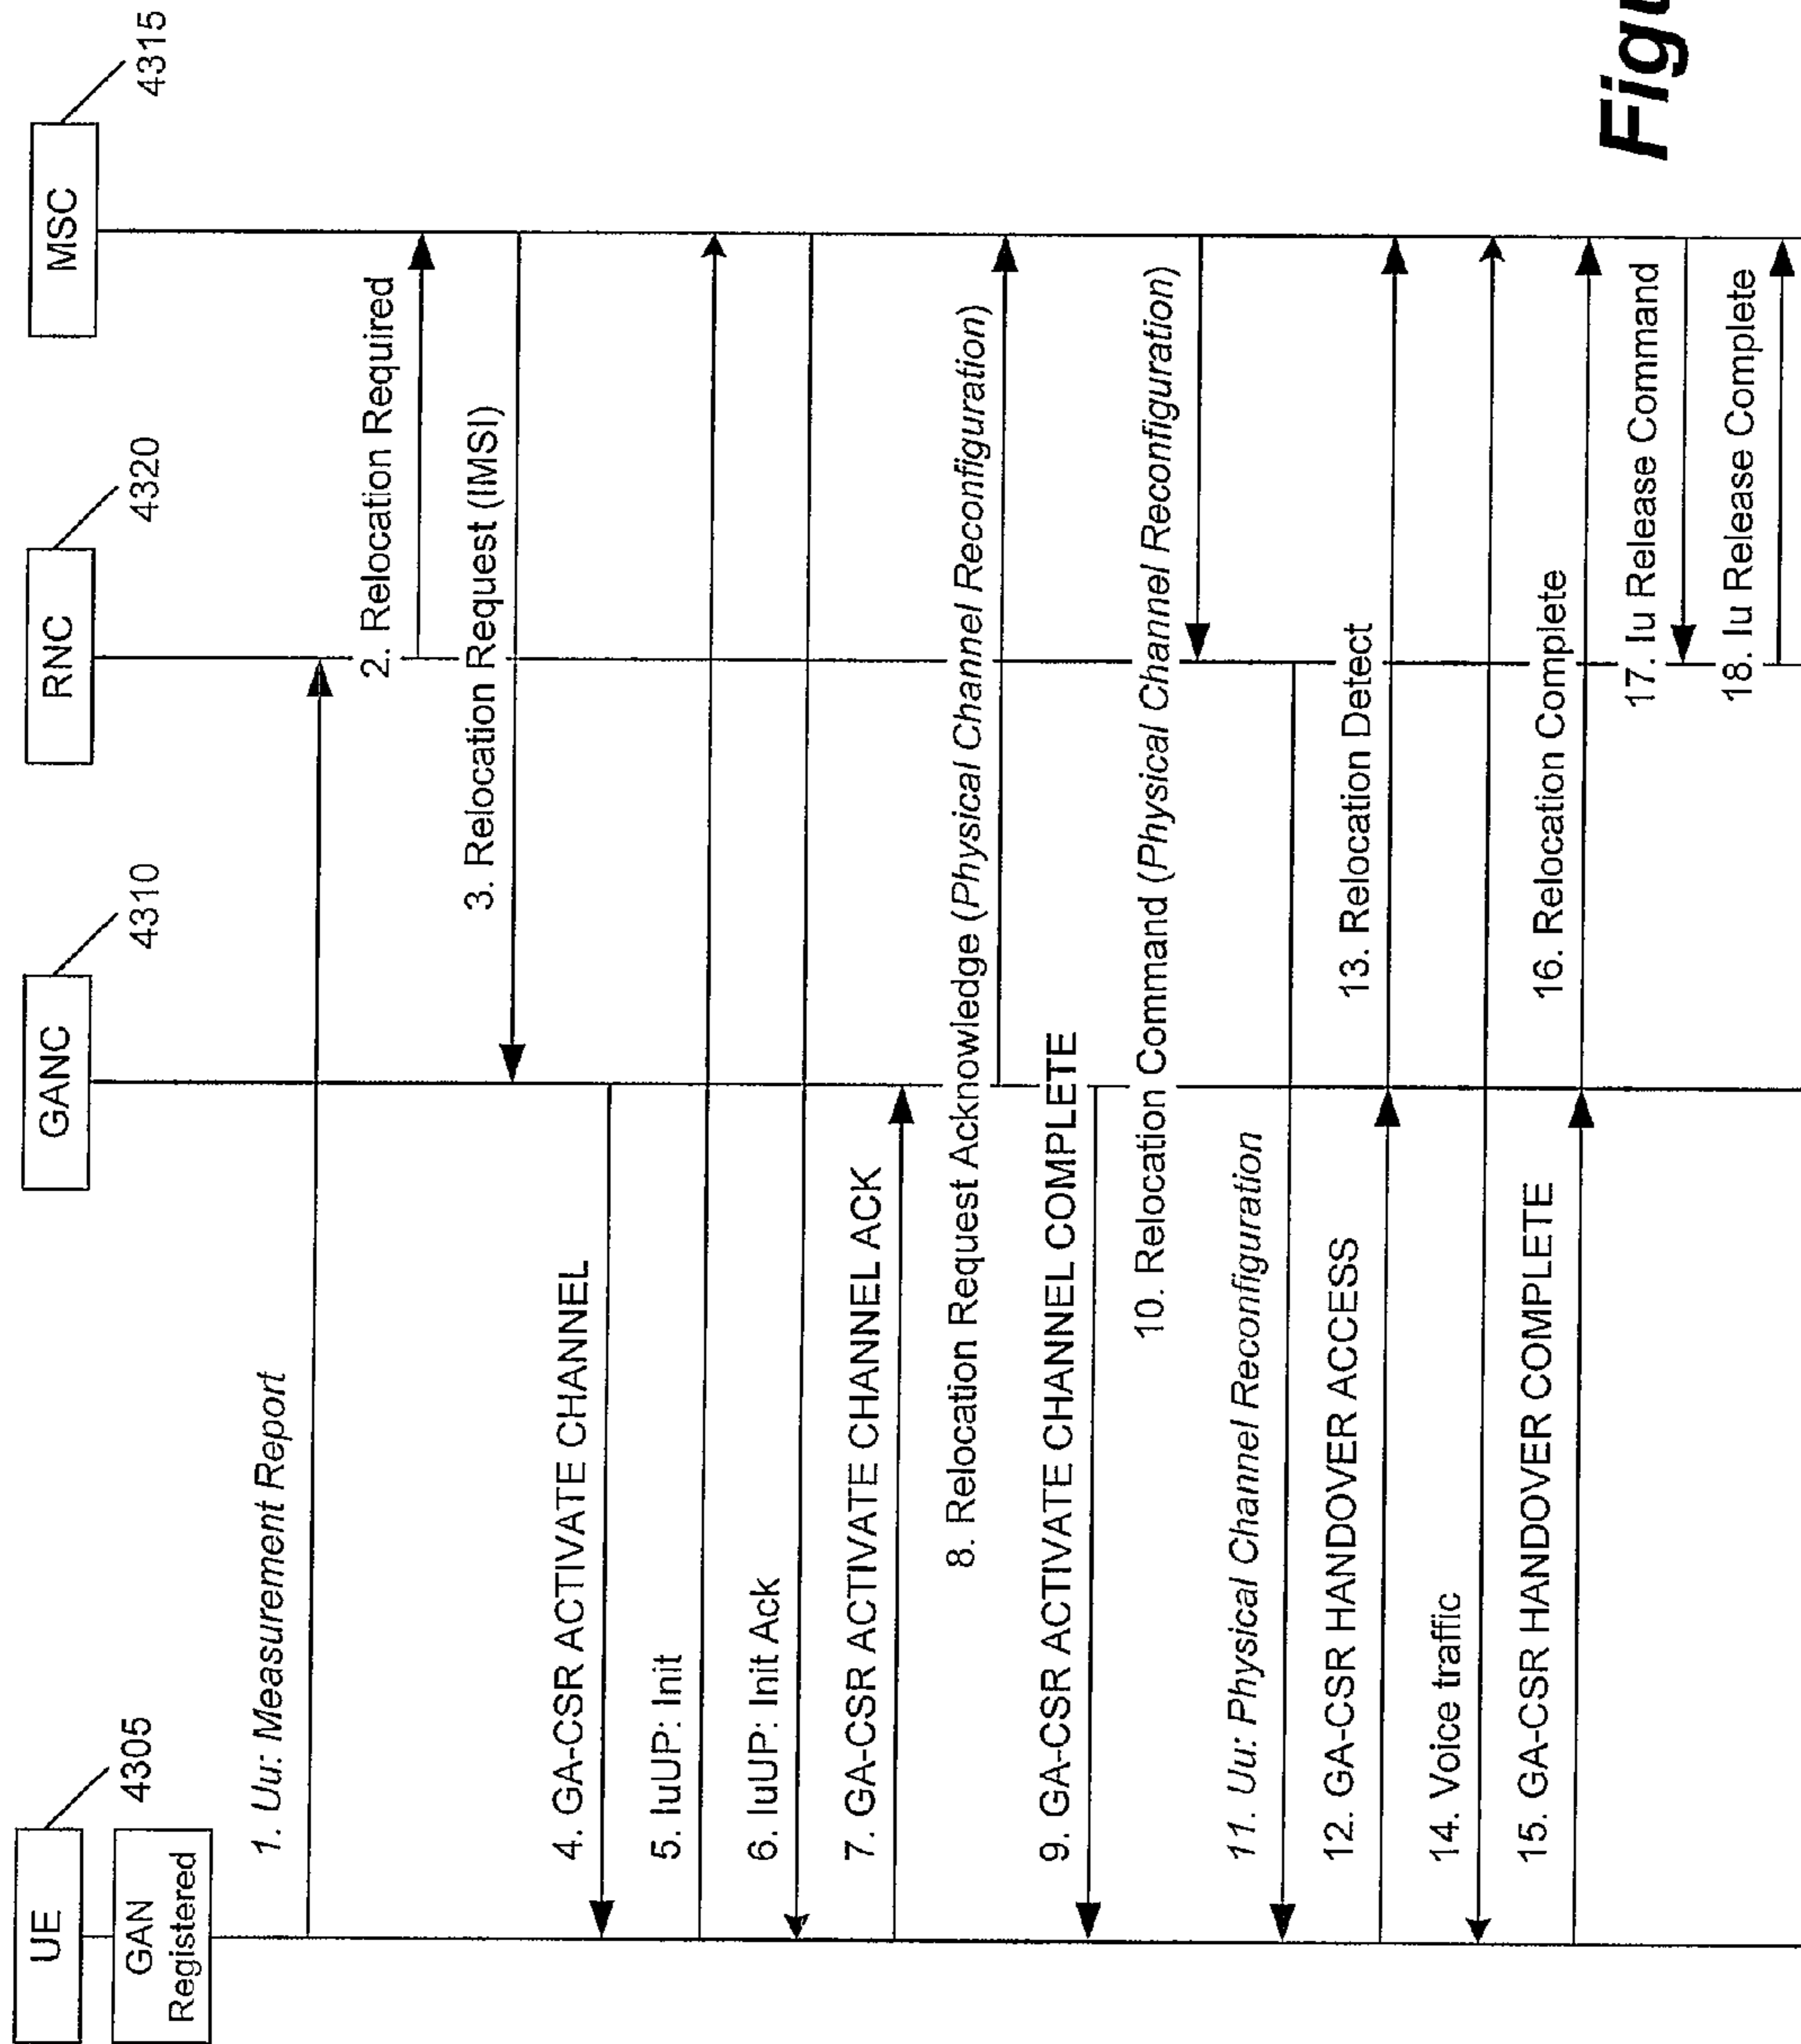 UE
4305
GAN
Registered
GANC
4310
RNC
4320
MSC
4315
1. Uu: Measurement Report
2. Relocation Required
3. Relocation Request (IMSI)
4. GA-CSR ACTIVATE CHANNEL
5. IuUP: Init
6. IuUP: Init Ack
7. GA-CSR ACTIVATE CHANNEL ACK
8. Relocation Request Acknowledge (Physical Channel Reconfiguration)
9. GA-CSR ACTIVATE CHANNEL COMPLETE
10. Relocation Command (Physical Channel Reconfiguration)
11. Uu: Physical Channel Reconfiguration
12. GA-CSR HANDOVER ACCESS
13. Relocation Detect
14. Voice traffic
15. GA-CSR HANDOVER COMPLETE
16. Relocation Complete
17. Iu Release Command
18. Iu Release Complete